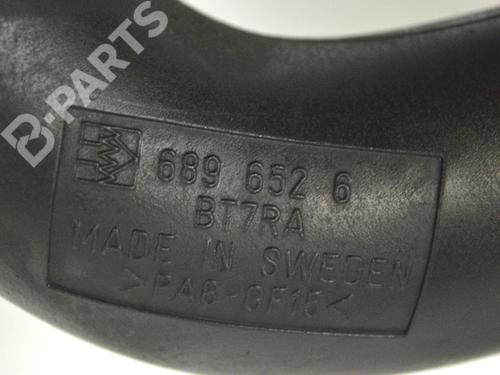 B-PARTS
689 652 6
BT7RA
MADE IN SWEDEN
>PA6-GF15<